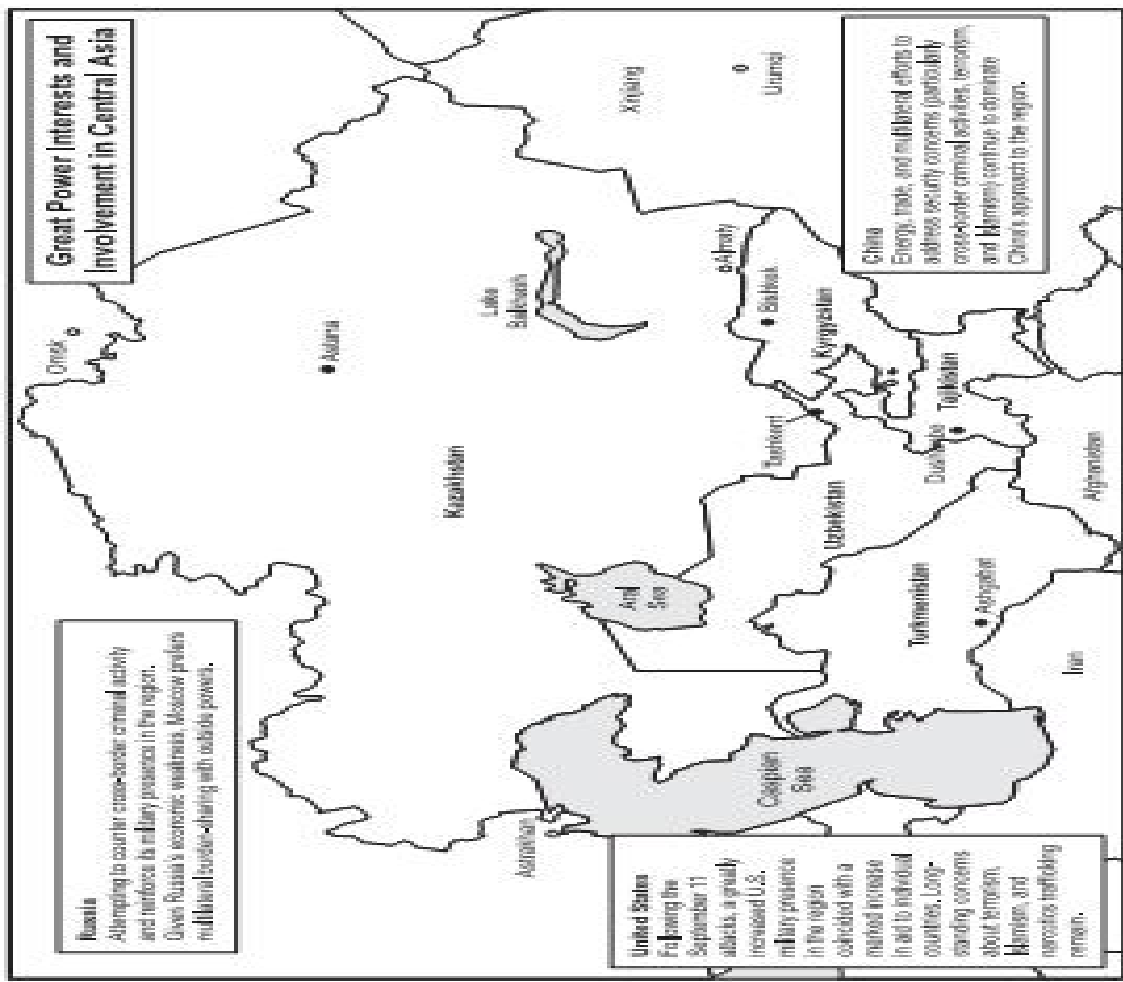 Great Power Interests and
Involvement in Central Asia
Russia
Attempting to counter cross-border criminal activity
and reinforce its military presence in the region.
Given Russia's economic weakness, Moscow prefers
multilateral burden-sharing with outside powers.
Omsk
Astana
Kazakhstan
Lake
Balkhash
Xinjiang
Urumqi
Astrakhan
Aral
Sea
Caspian
Sea
Almaty
Bishkek
Kyrgyzstan
Tashkent
Uzbekistan
Dushanbe
Tajikistan
Turkmenistan
Ashgabat
Afghanistan
Iran
United States
Following the
September 11
attacks, a greatly
increased U.S.
military presence
in the region
coincided with a
marked increase
in aid to individual
countries. Long-
standing concerns
about terrorism,
Islamism, and
narcotics trafficking
remain.
China
Energy, trade, and multilateral efforts to
address security concerns (particularly
cross-border criminal activities, terrorism,
and Islamism) continue to dominate
China's approach to the region.